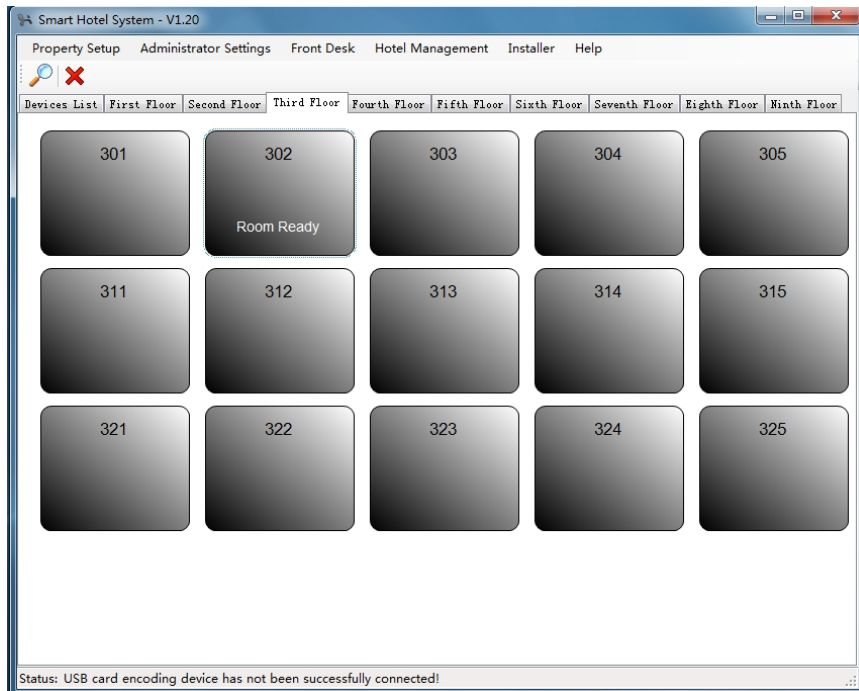 Smart Hotel System - V1.20
Property Setup Administrator Settings Front Desk Hotel Management Installer Help
Devices List First Floor Second Floor Third Floor Fourth Floor Fifth Floor Sixth Floor Seventh Floor Eighth Floor Ninth Floor
301 302 303 304 305
Room Ready
311 312 313 314 315
321 322 323 324 325
Status: USB card encoding device has not been successfully connected!